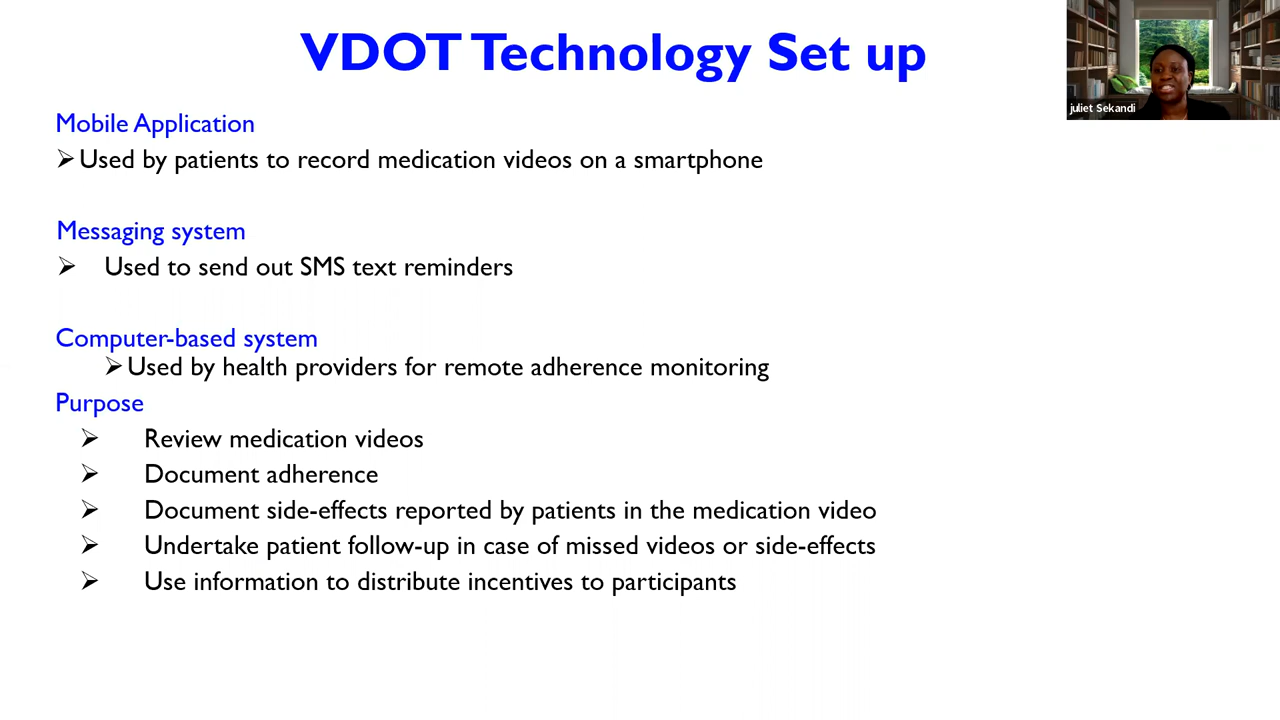 VDOT Technology Set up
juliet Sekandi
Mobile Application
➢ Used by patients to record medication videos on a smartphone
Messaging system
➢ Used to send out SMS text reminders
Computer-based system
➢ Used by health providers for remote adherence monitoring
Purpose
➢ Review medication videos
➢ Document adherence
➢ Document side-effects reported by patients in the medication video
➢ Undertake patient follow-up in case of missed videos or side-effects
➢ Use information to distribute incentives to participants